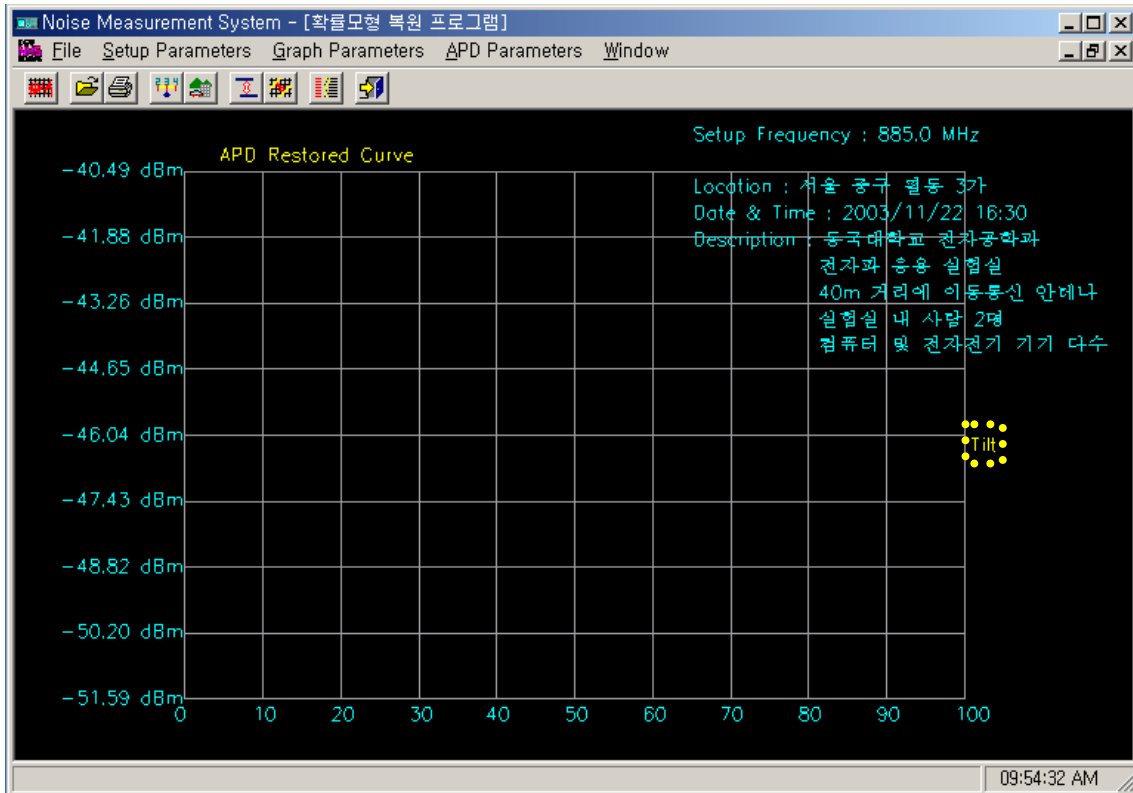 Noise Measurement System - [확률모형 복원 프로그램]
File Setup Parameters Graph Parameters APD Parameters Window
Setup Frequency : 885.0 MHz
APD Restored Curve
Location : 서울 중구 필동 3가
Date & Time : 2003/11/22 16:30
Description : 동국대학교 전자공학과
전자파 응용 실험실
40m 거리에 이동통신 안테나
실험실 내 사람 2명
컴퓨터 및 전자전기 기기 다수
-40.49 dBm
-41.88 dBm
-43.26 dBm
-44.65 dBm
-46.04 dBm
Tilt
-47.43 dBm
-48.82 dBm
-50.20 dBm
-51.59 dBm
0 10 20 30 40 50 60 70 80 90 100
09:54:32 AM